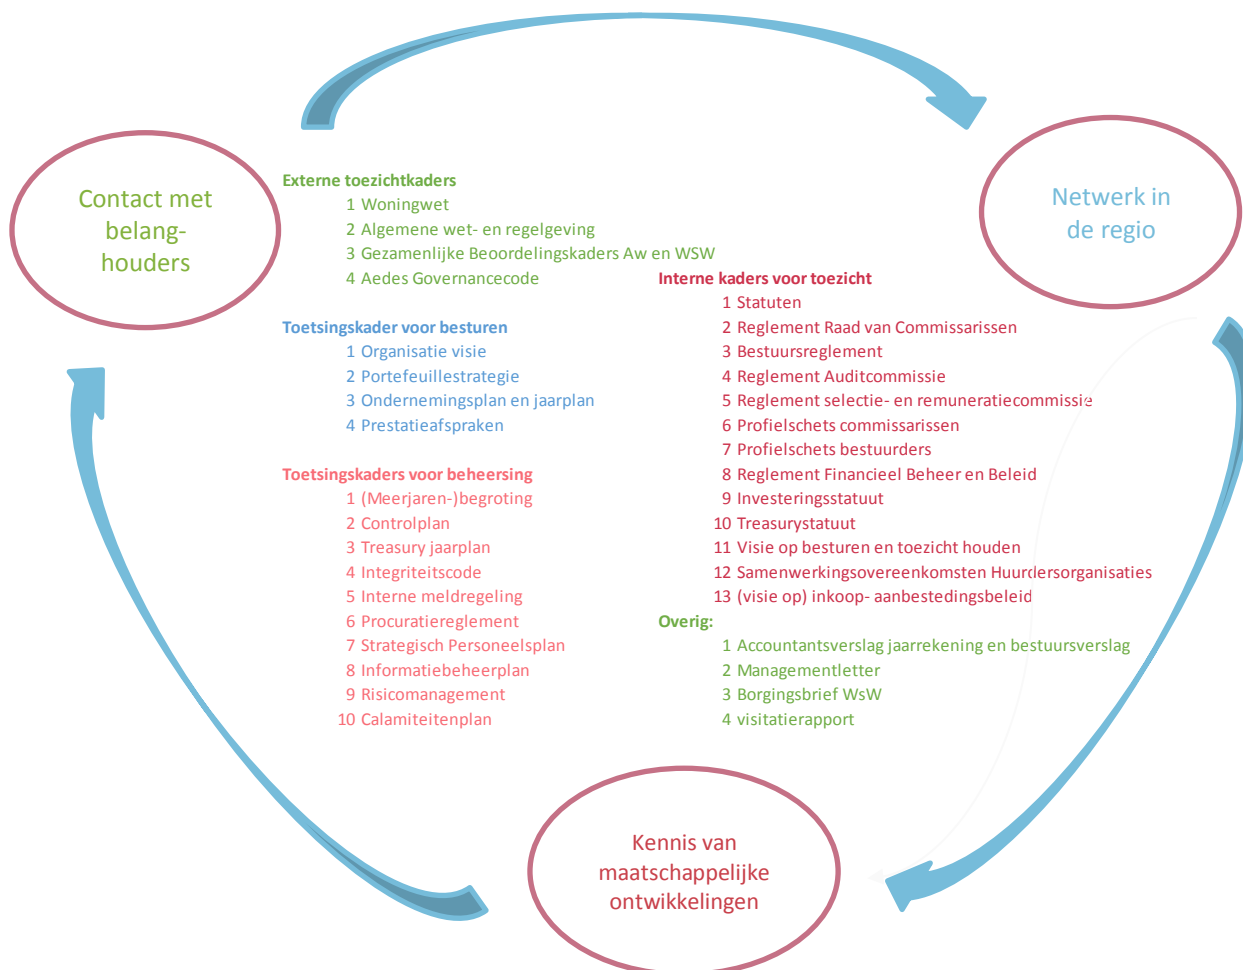 Contact met
belang-
houders
Netwerk in
de regio
Externe toezichtkaders
1 Woningwet
2 Algemene wet- en regelgeving
3 Gezamenlijke Beoordelingskaders Aw en WSW
4 Aedes Governancecode
Toetsingskader voor besturen
1 Organisatie visie
2 Portefeuillestrategie
3 Ondernemingsplan en jaarplan
4 Prestatieafspraken
Toetsingskaders voor beheersing
1 (Meerjaren-)begroting
2 Controlplan
3 Treasury jaarplan
4 Integriteitscode
5 Interne meldregeling
6 Procuratiereglement
7 Strategisch Personeelsplan
8 Informatiebeheerplan
9 Risicomanagement
10 Calamiteitenplan
Interne kaders voor toezicht
1 Statuten
2 Reglement Raad van Commissarissen
3 Bestuursreglement
4 Reglement Auditcommissie
5 Reglement selectie- en remuneratiecommissie
6 Profielschets commissarissen
7 Profielschets bestuurders
8 Reglement Financieel Beheer en Beleid
9 Investeringsstatuut
10 Treasurystatuut
11 Visie op besturen en toezicht houden
12 Samenwerkingsovereenkomsten Huurdersorganisaties
13 (visie op) inkoop- aanbestedingsbeleid
Overig:
1 Accountantsverslag jaarrekening en bestuursverslag
2 Managementletter
3 Borgingsbrief WsW
4 visitatierapport
Kennis van
maatschappelijke
ontwikkelingen